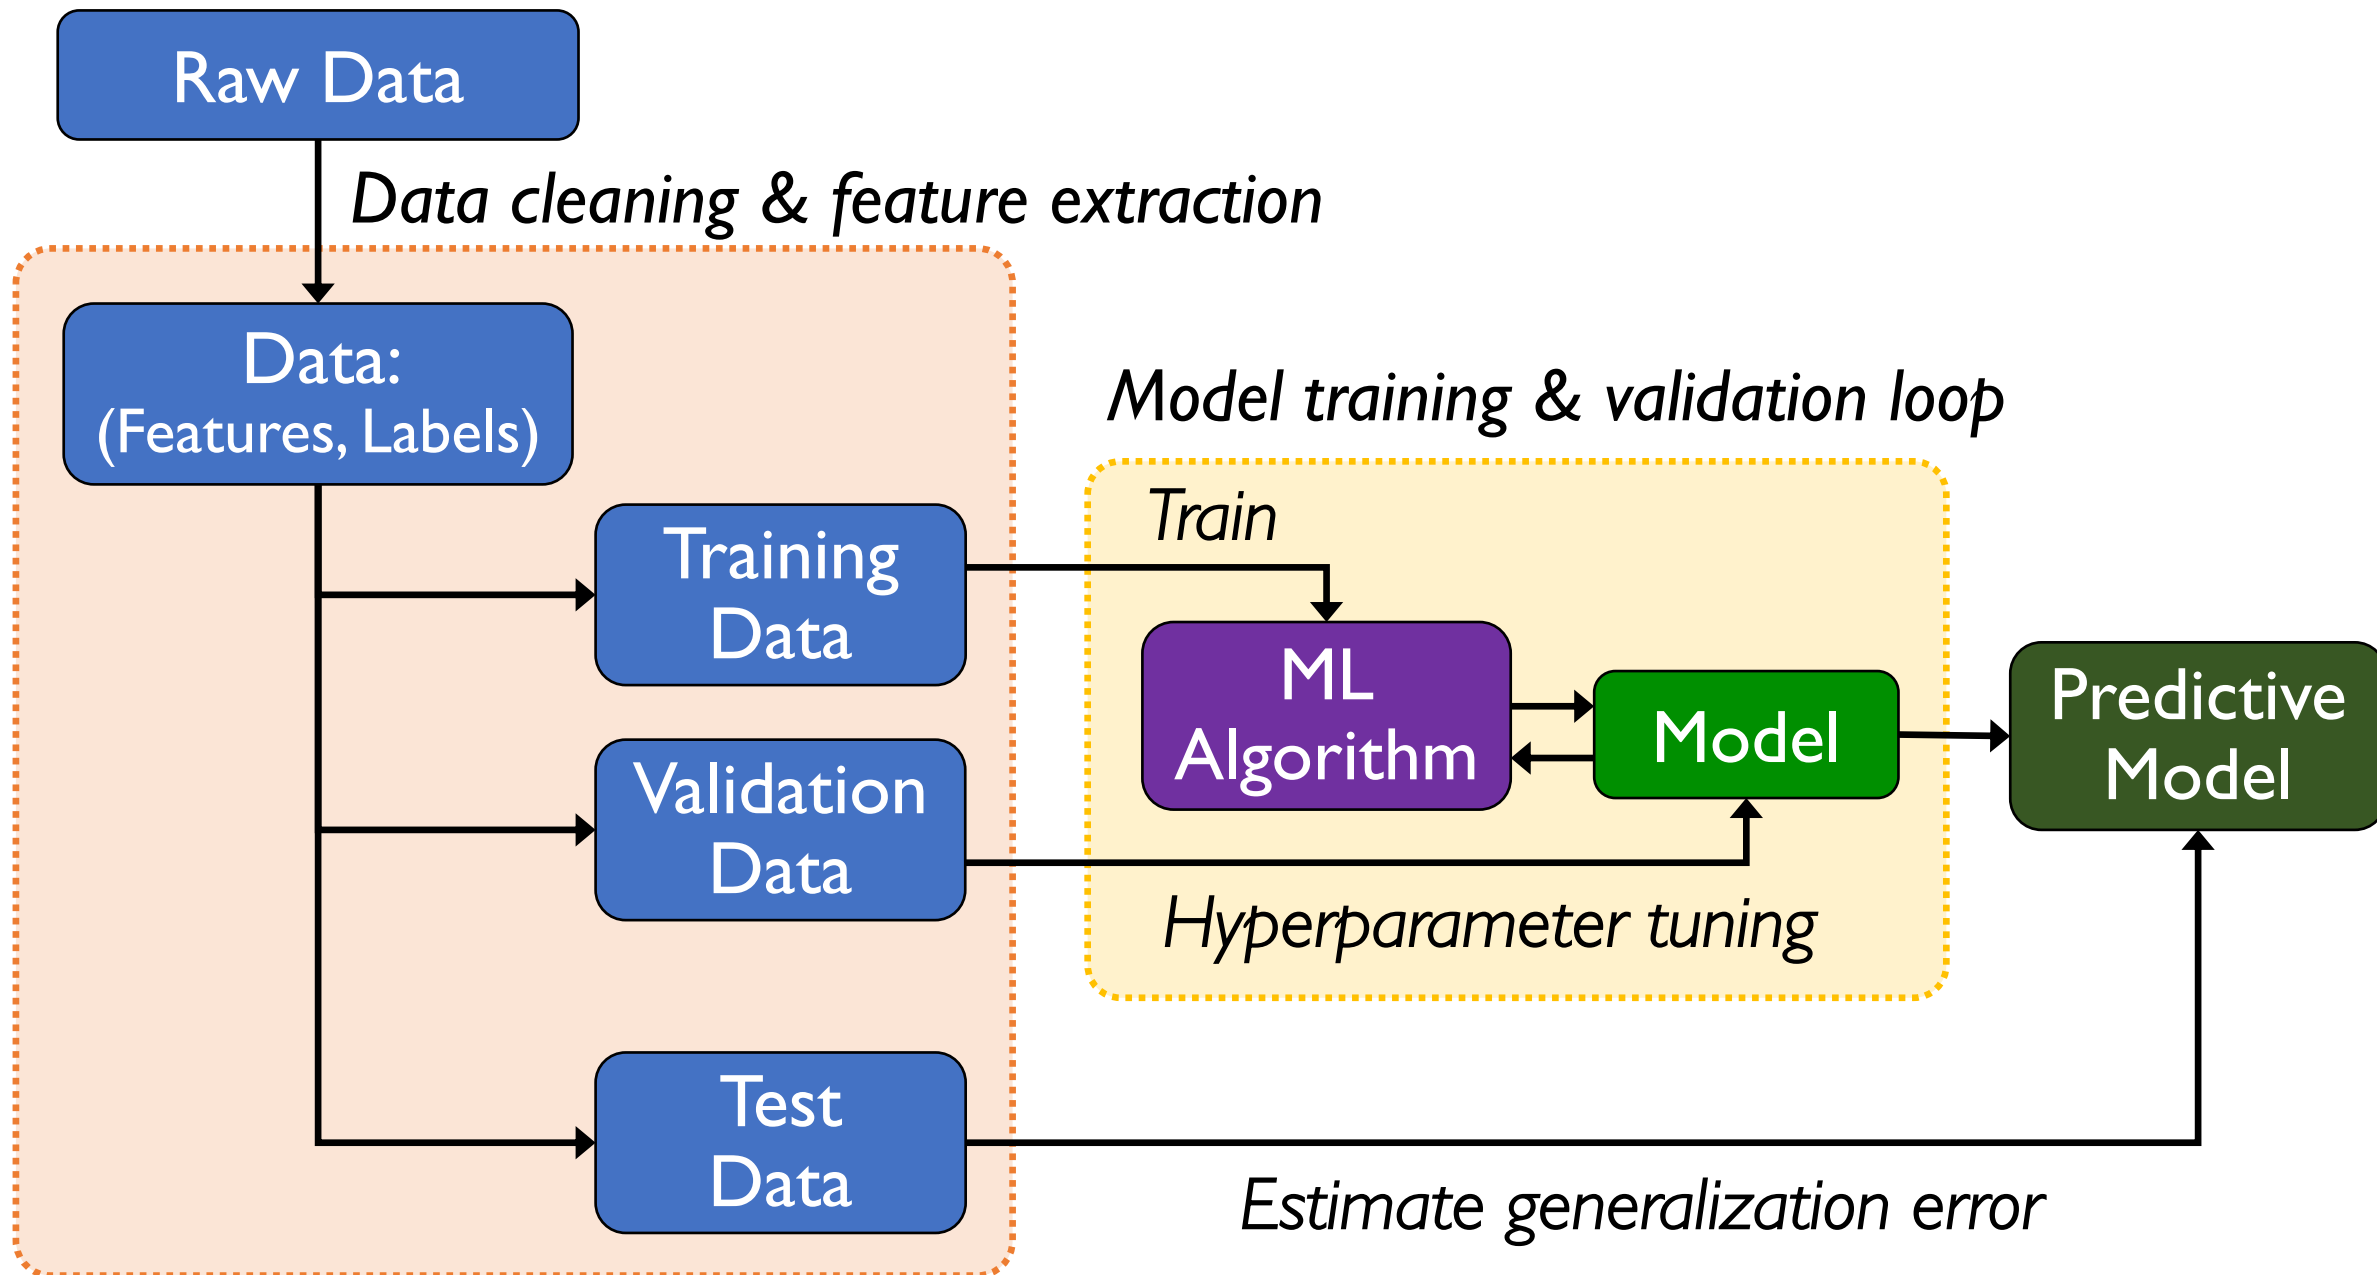 Raw Data
Data cleaning & feature extraction
Data:
(Features, Labels)
Model training & validation loop
Train
Training
Data
ML
Algorithm
Model
Predictive
Model
Validation
Data
Hyperparameter tuning
Test
Data
Estimate generalization error